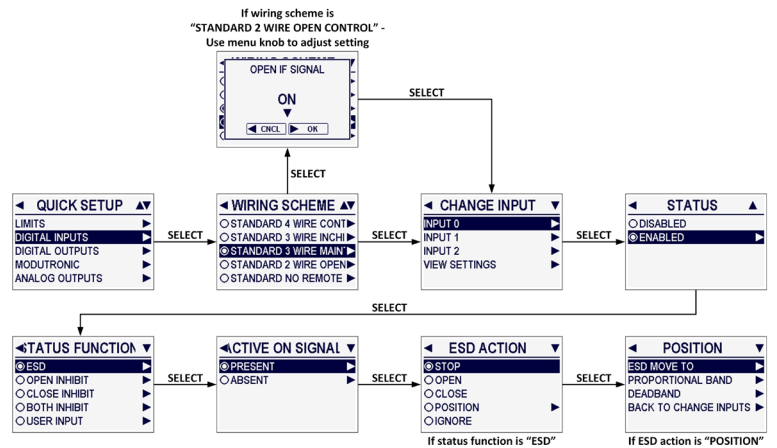 If wiring scheme is
“STANDARD 2 WIRE OPEN CONTROL” -
Use menu knob to adjust setting
OPEN IF SIGNAL
ON
CNCL
OK
SELECT
SELECT
QUICK SETUP
LIMITS
DIGITAL INPUTS
DIGITAL OUTPUTS
MODUTRONIC
ANALOG OUTPUTS
SELECT
WIRING SCHEME
STANDARD 4 WIRE CONT
STANDARD 3 WIRE INCHI
STANDARD 3 WIRE MAIN
STANDARD 2 WIRE OPEN
STANDARD NO REMOTE
SELECT
CHANGE INPUT
INPUT 0
INPUT 1
INPUT 2
VIEW SETTINGS
SELECT
STATUS
DISABLED
ENABLED
SELECT
STATUS FUNCTION
ESD
OPEN INHIBIT
CLOSE INHIBIT
BOTH INHIBIT
USER INPUT
SELECT
ACTIVE ON SIGNAL
PRESENT
ABSENT
SELECT
ESD ACTION
STOP
OPEN
CLOSE
POSITION
IGNORE
If status function is “ESD”
SELECT
POSITION
ESD MOVE TO
PROPORTIONAL BAND
DEADBAND
BACK TO CHANGE INPUTS
If ESD action is “POSITION”